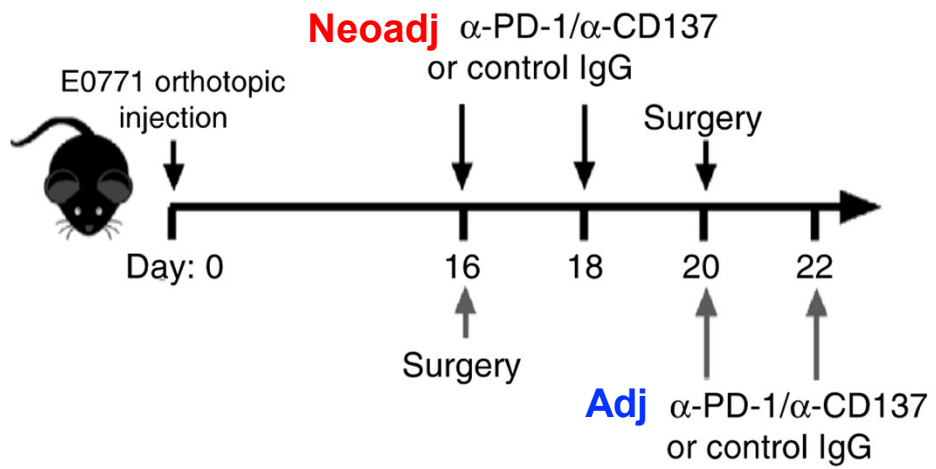 Neoadj α-PD-1/α-CD137
or control IgG
E0771 orthotopic
injection
Surgery
Day: 0 16 18 20 22
Surgery
Adj α-PD-1/α-CD137
or control IgG